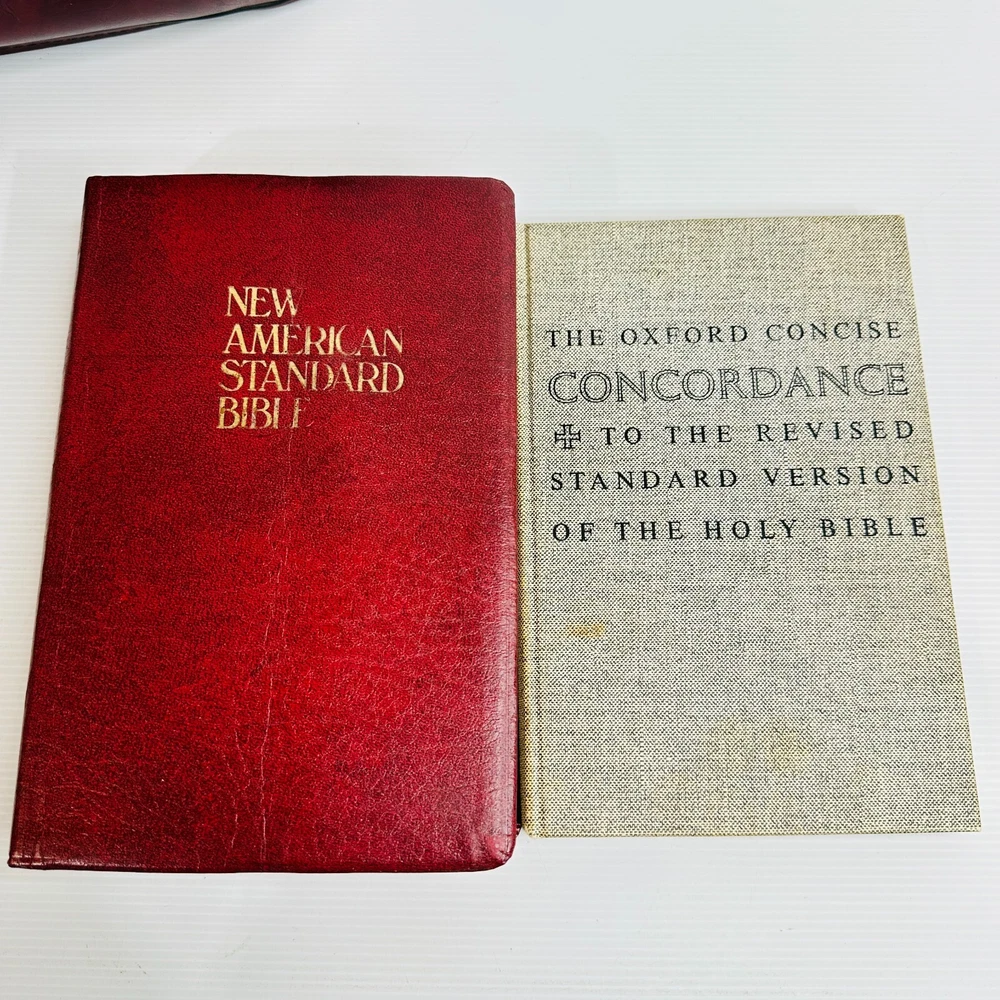 NEW
AMERICAN
STANDARD
BIBLE
THE OXFORD CONCISE
CONCORDANCE
TO THE REVISED
STANDARD VERSION
OF THE HOLY BIBLE